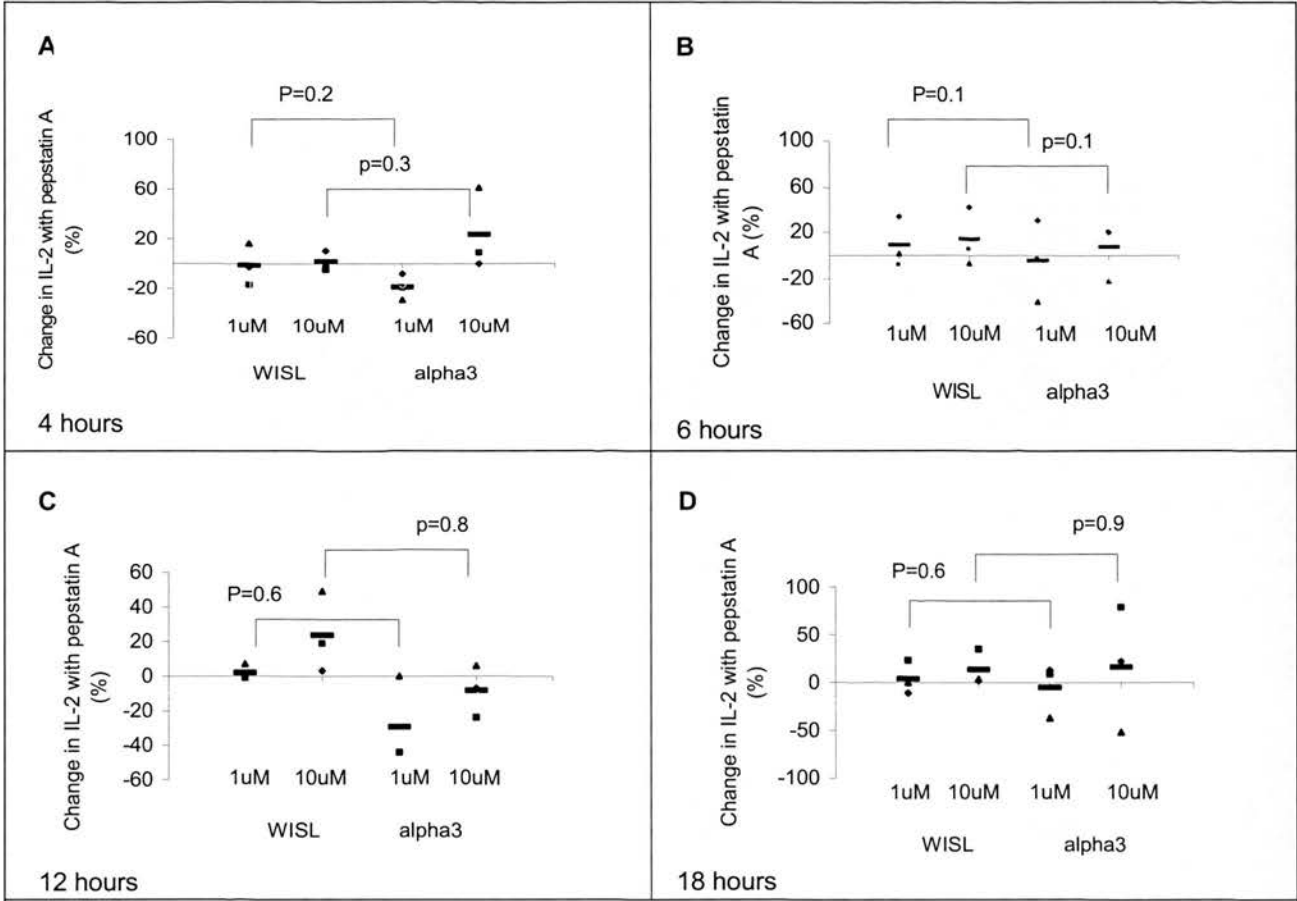 A
P=0.2
p=0.3
Change in IL-2 with pepstatin A
(%)
100
60
20
-20
-60
1uM 10uM 1uM 10uM
WISL alpha3
4 hours
B
P=0.1
p=0.1
Change in IL-2 with pepstatin
A (%)
100
60
20
-20
-60
1uM 10uM 1uM 10uM
WISL alpha3
6 hours
C
p=0.8
P=0.6
Change in IL-2 with pepstatin A
(%)
60
40
20
0
-20
-40
-60
1uM 10uM 1uM 10uM
WISL alpha3
12 hours
D
p=0.9
P=0.6
Change in IL-2 with pepstatin A
(%)
100
50
0
-50
-100
1uM 10uM 1uM 10uM
WISL alpha3
18 hours